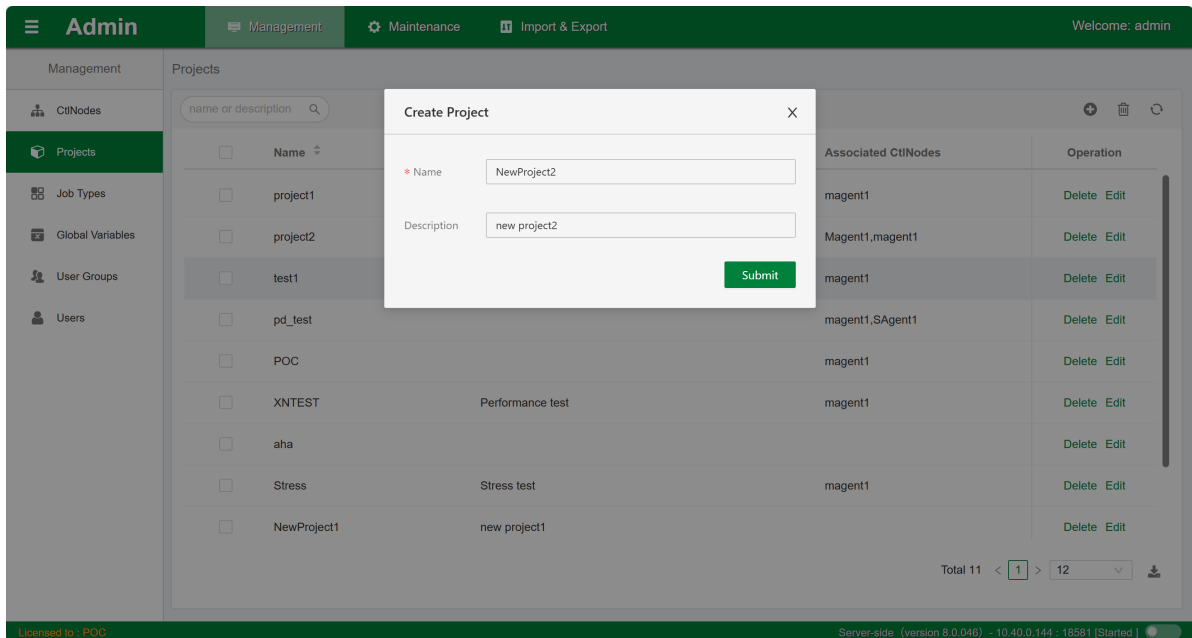 Admin
Management
Maintenance
Import & Export
Welcome: admin
Management
Projects
CtlNodes
Projects
Job Types
Global Variables
User Groups
Users
name or description
Name
Associated CtlNodes
Operation
project1 magent1 Delete Edit
project2 Magent1,magent1 Delete Edit
test1 magent1 Delete Edit
pd_test magent1,SAgent1 Delete Edit
POC magent1 Delete Edit
XNTEST Performance test magent1 Delete Edit
aha Delete Edit
Stress Stress test magent1 Delete Edit
NewProject1 new project1 Delete Edit
Total 11 < 1 > 12
Create Project X
* Name NewProject2
Description new project2
Submit
Licensed to : POC
Server-side（version 8.0.046）- 10.40.0.144 : 18581 [Started ]